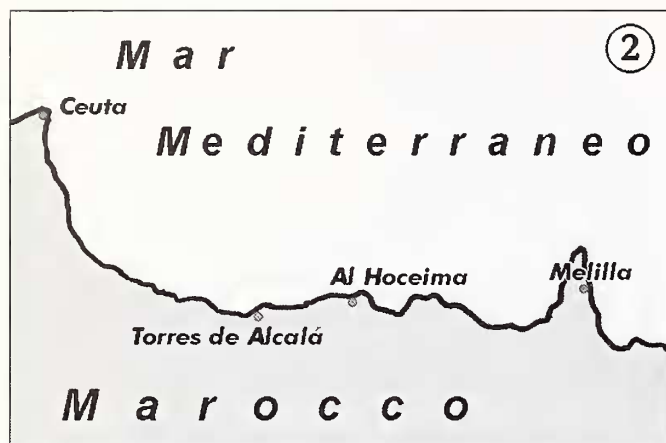 Mar
2
Ceuta
Mediterraneo
Al Hoceima
Melilla
Torres de Alcalá
Marocco